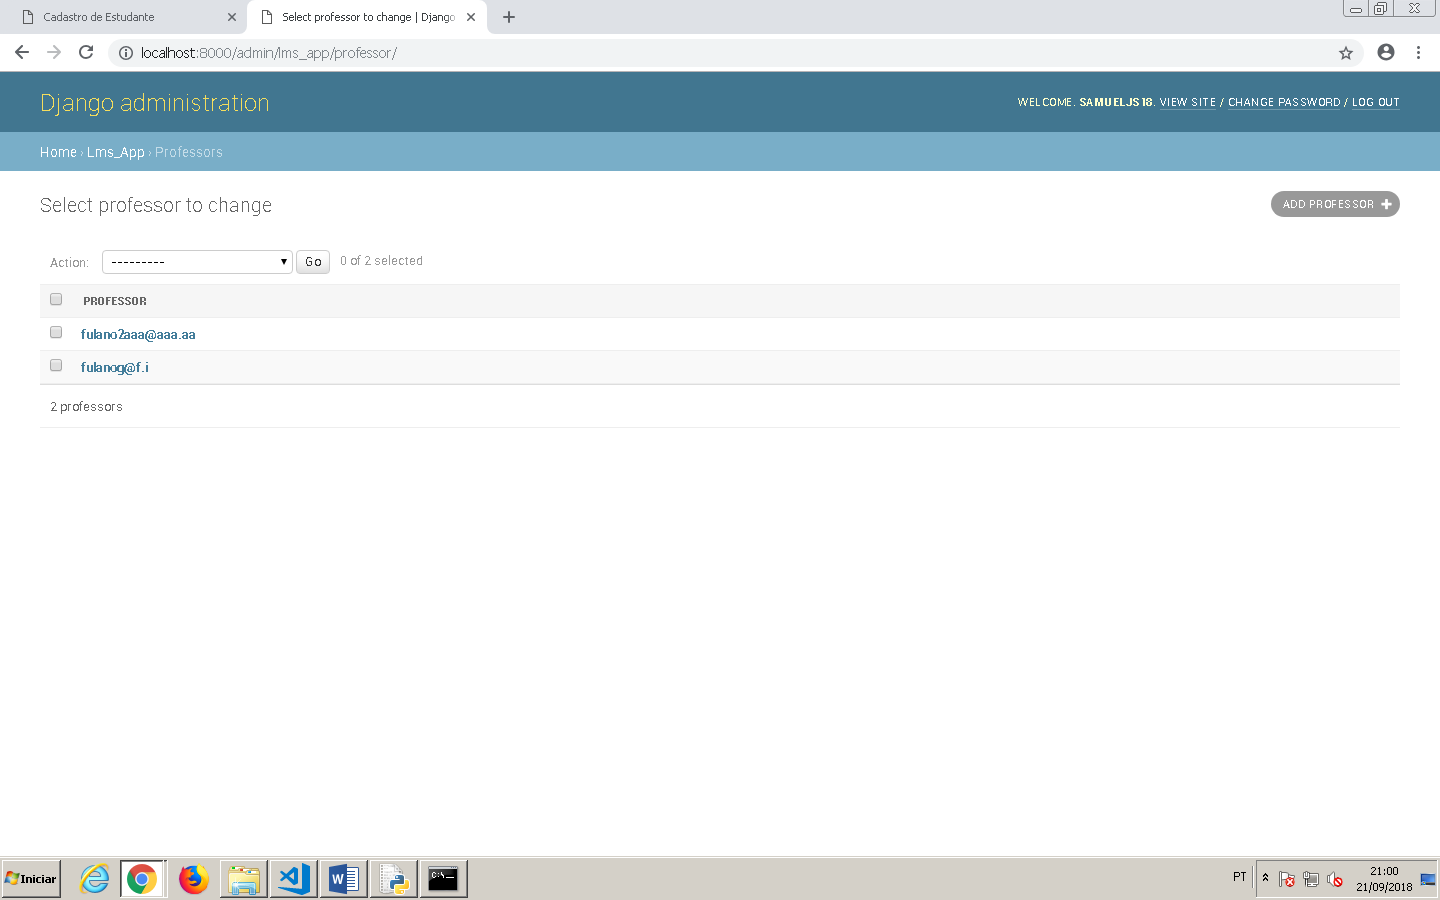 Cadastro de Estudante
Select professor to change | Django
localhost:8000/admin/lms_app/professor/
Django administration
WELCOME, SAMUELJS18. VIEW SITE / CHANGE PASSWORD / LOG OUT
Home › Lms_App › Professors
Select professor to change
ADD PROFESSOR +
Action: --------- Go 0 of 2 selected
PROFESSOR
fulano2aaa@aaa.aa
fulanog@f.i
2 professors
Iniciar
C:\_
PT
21:00
21/09/2018